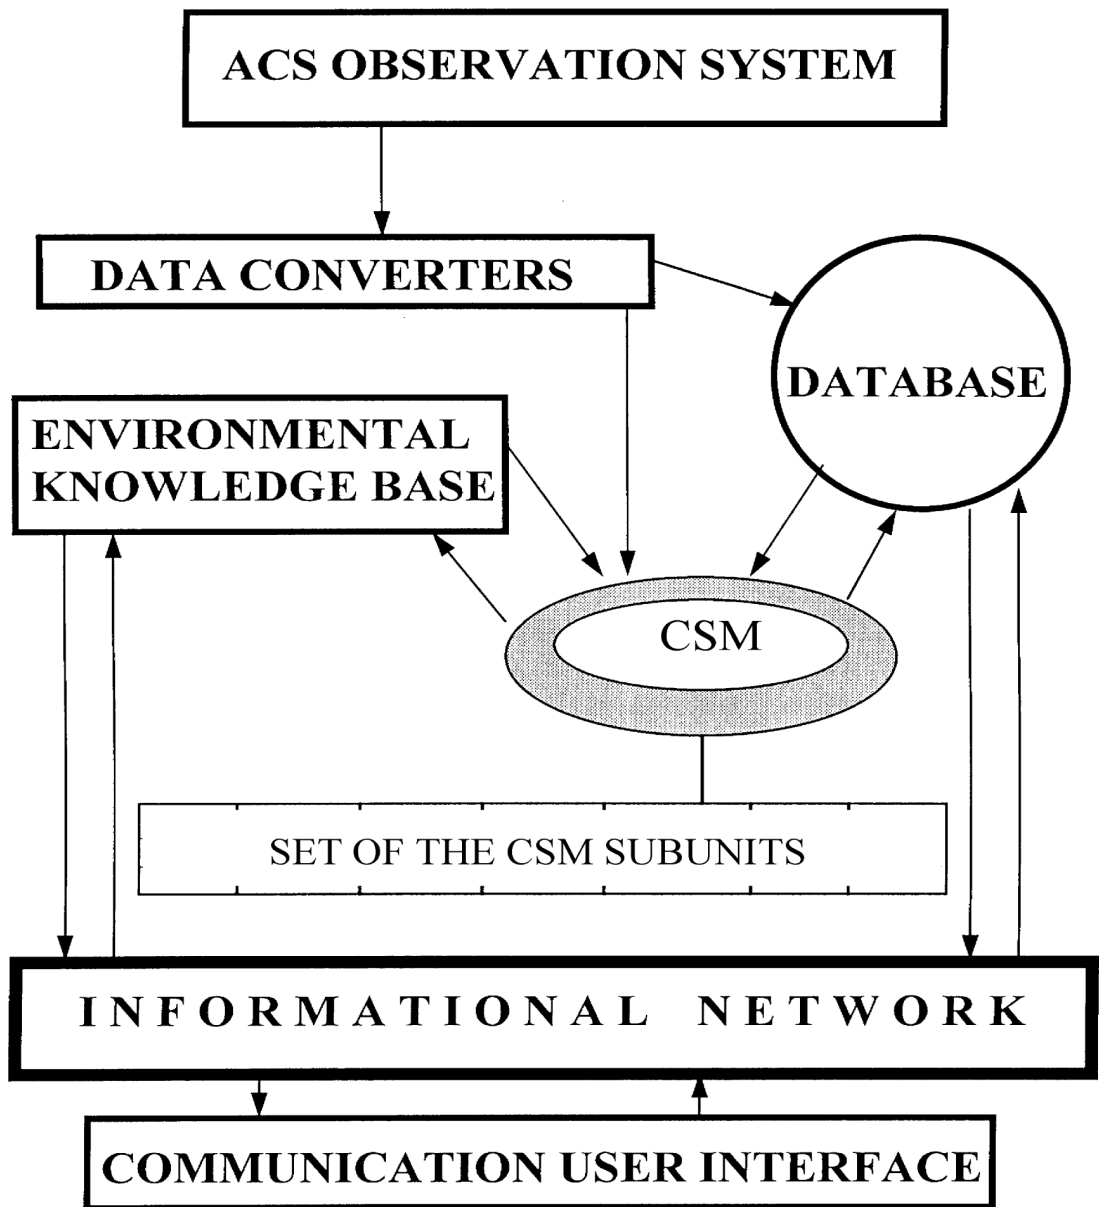 ACS OBSERVATION SYSTEM
DATA CONVERTERS
DATABASE
ENVIRONMENTAL
KNOWLEDGE BASE
CSM
SET OF THE CSM SUBUNITS
INFORMATIONAL NETWORK
COMMUNICATION USER INTERFACE